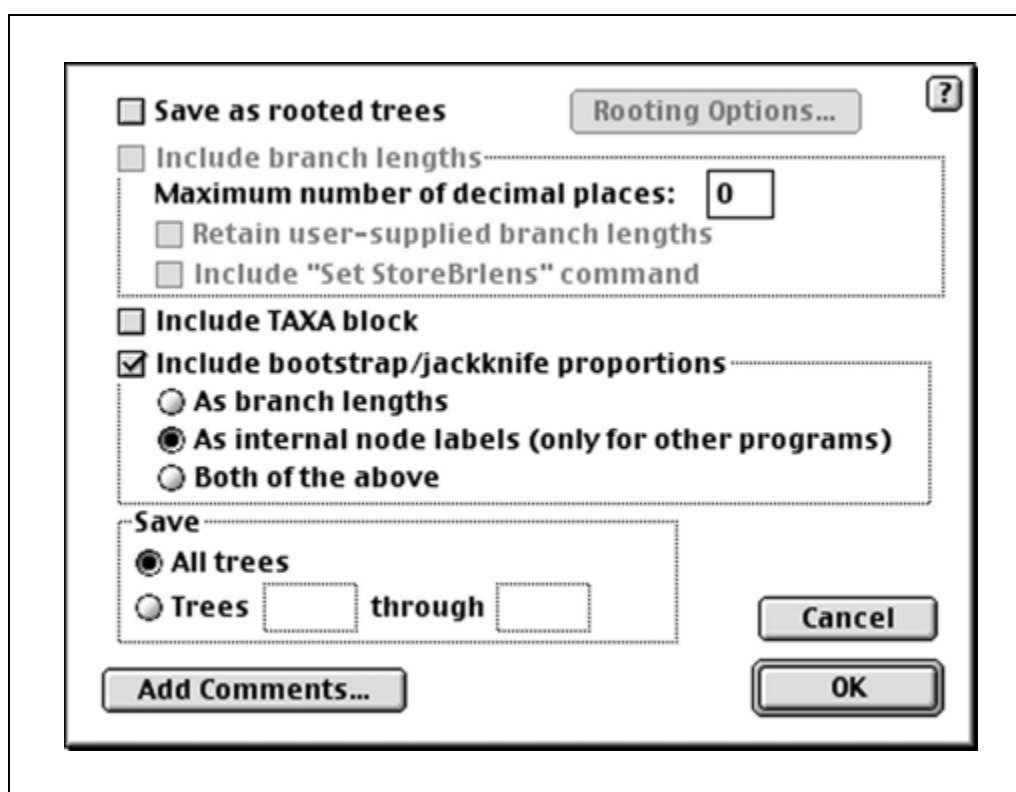 Save as rooted trees Rooting Options... ?
Include branch lengths
Maximum number of decimal places: 0
Retain user-supplied branch lengths
Include "Set StoreBrlens" command
Include TAXA block
Include bootstrap/jackknife proportions
As branch lengths
As internal node labels (only for other programs)
Both of the above
Save
All trees
Trees through
Cancel
Add Comments... OK